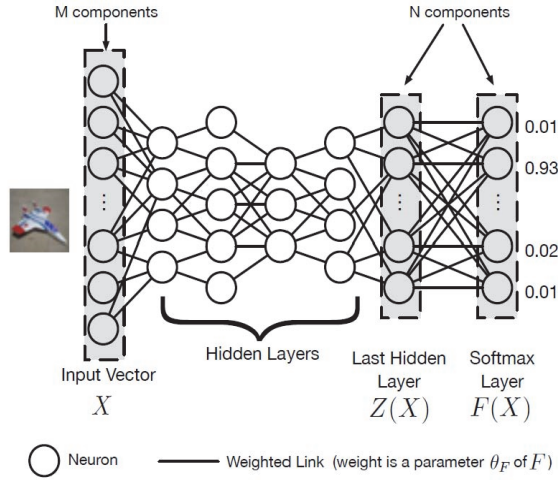 M components
N components
0.01
0.93
...
...
...
0.02
0.01
Hidden Layers
Input Vector
X
Last Hidden
Layer
Z(X)
Softmax
Layer
F(X)
Neuron
Weighted Link (weight is a parameter θ_F of F)